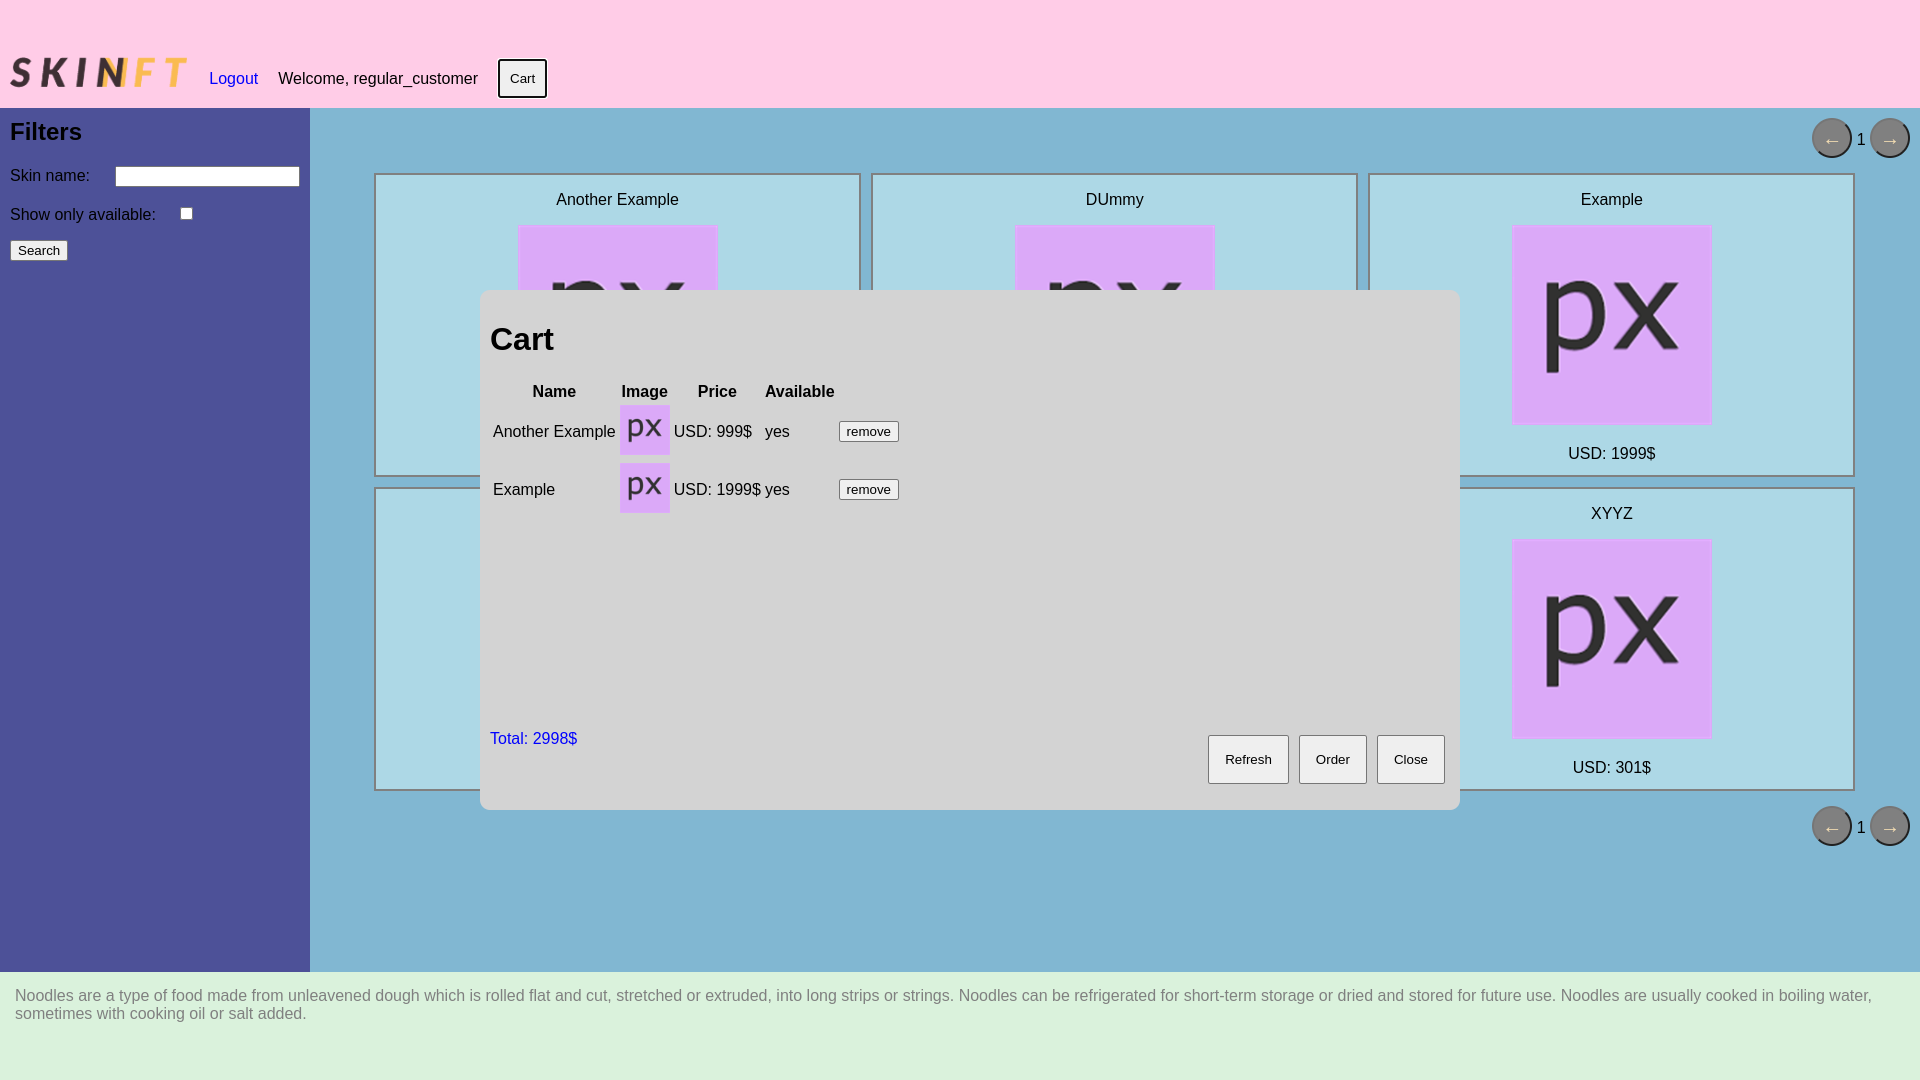 SKINNFT
Logout
Welcome, regular_customer
Cart
Filters
Skin name:
Show only available:
Search
← 1 →
Another Example
DUmmy
Example
px
USD: 1999$
XYYZ
px
USD: 301$
Cart
Name Image Price Available
Another Example px USD: 999$ yes remove
Example px USD: 1999$ yes remove
Total: 2998$
Refresh Order Close
← 1 →
Noodles are a type of food made from unleavened dough which is rolled flat and cut, stretched or extruded, into long strips or strings. Noodles can be refrigerated for short-term storage or dried and stored for future use. Noodles are usually cooked in boiling water,
sometimes with cooking oil or salt added.